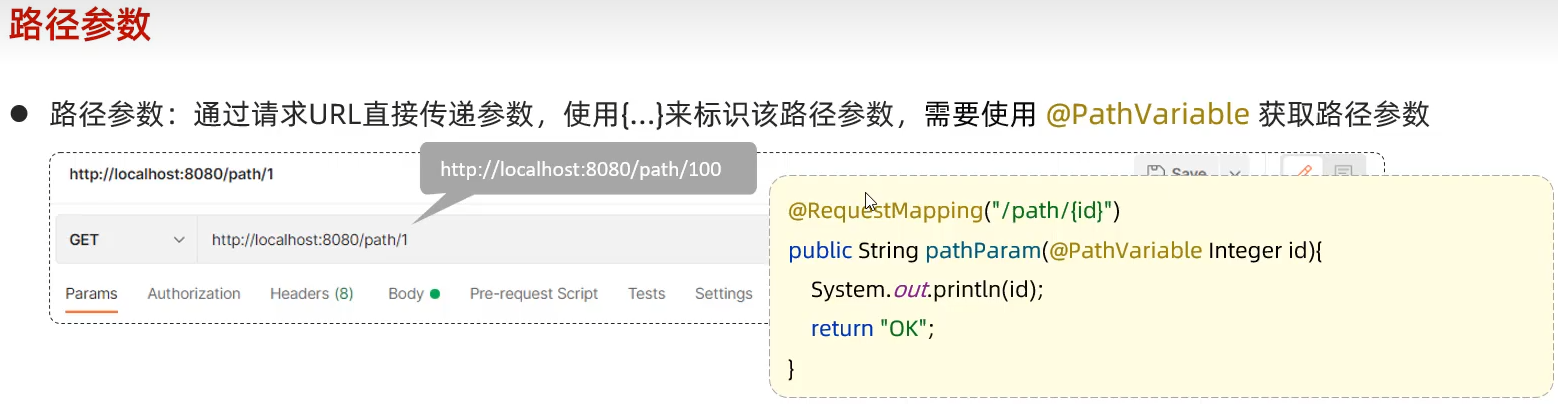 路径参数
● 路径参数：通过请求URL直接传递参数，使用{…}来标识该路径参数，需要使用 @PathVariable 获取路径参数
http://localhost:8080/path/1
http://localhost:8080/path/100
Save
GET
http://localhost:8080/path/1
Params Authorization Headers (8) Body Pre-request Script Tests Settings
@RequestMapping("/path/{id}")
public String pathParam(@PathVariable Integer id){
System.out.println(id);
return "OK";
}